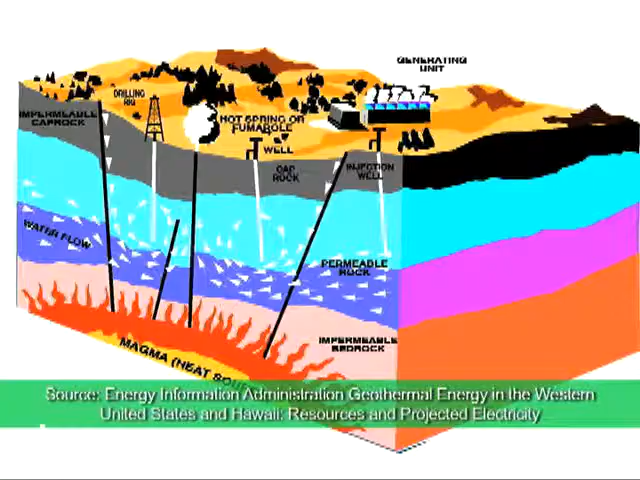 GENERATING
UNIT
DRILLING
RIG
IMPERMEABLE
CAPROCK
HOT SPRING OR
FUMAROLE
WELL
CAP
ROCK
INJECTION
WELL
WATER FLOW
PERMEABLE
ROCK
IMPERMEABLE
BEDROCK
MAGMA (HEAT
Source: Energy Information Administration Geothermal Energy in the Western
United States and Hawaii: Resources and Projected Electricity